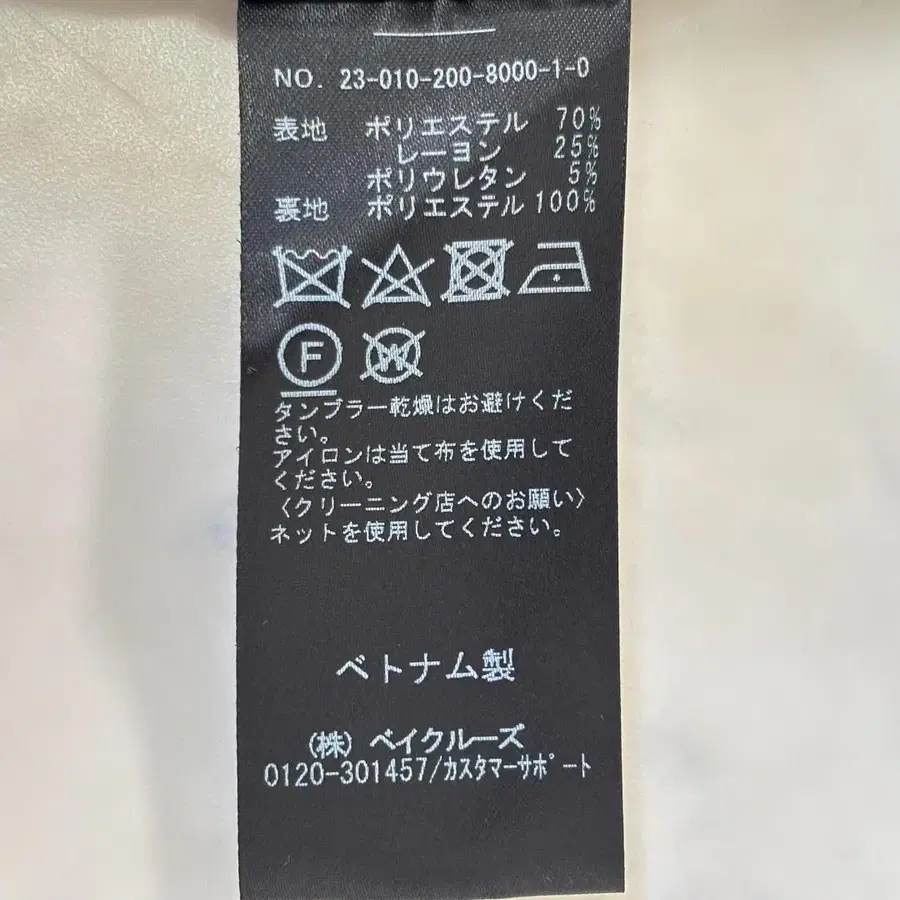 NO. 23-010-200-8000-1-0
表地 ポリエステル 70%
レーヨン 25%
ポリウレタン 5%
裏地 ポリエステル 100%
F W
タンブラー乾燥はお避けくだ
さい。
アイロンは当て布を使用して
ください。
〈クリーニング店へのお願い〉
ネットを使用してください。
ベトナム製
(株) ベイクルーズ
0120-301457/カスタマーサポート